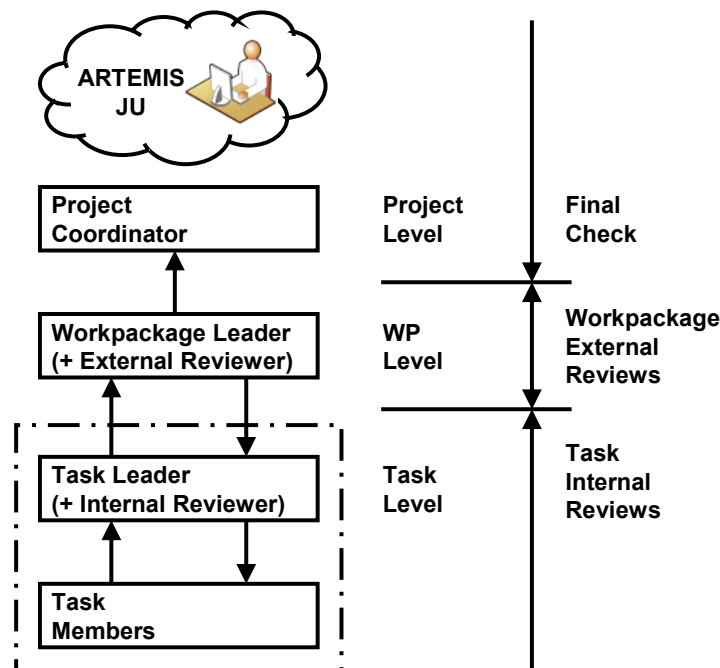 ARTEMIS
JU
Project
Coordinator
Project
Level
Final
Check
Workpackage Leader
(+ External Reviewer)
WP
Level
Workpackage
External
Reviews
Task Leader
(+ Internal Reviewer)
Task
Level
Task
Internal
Reviews
Task
Members